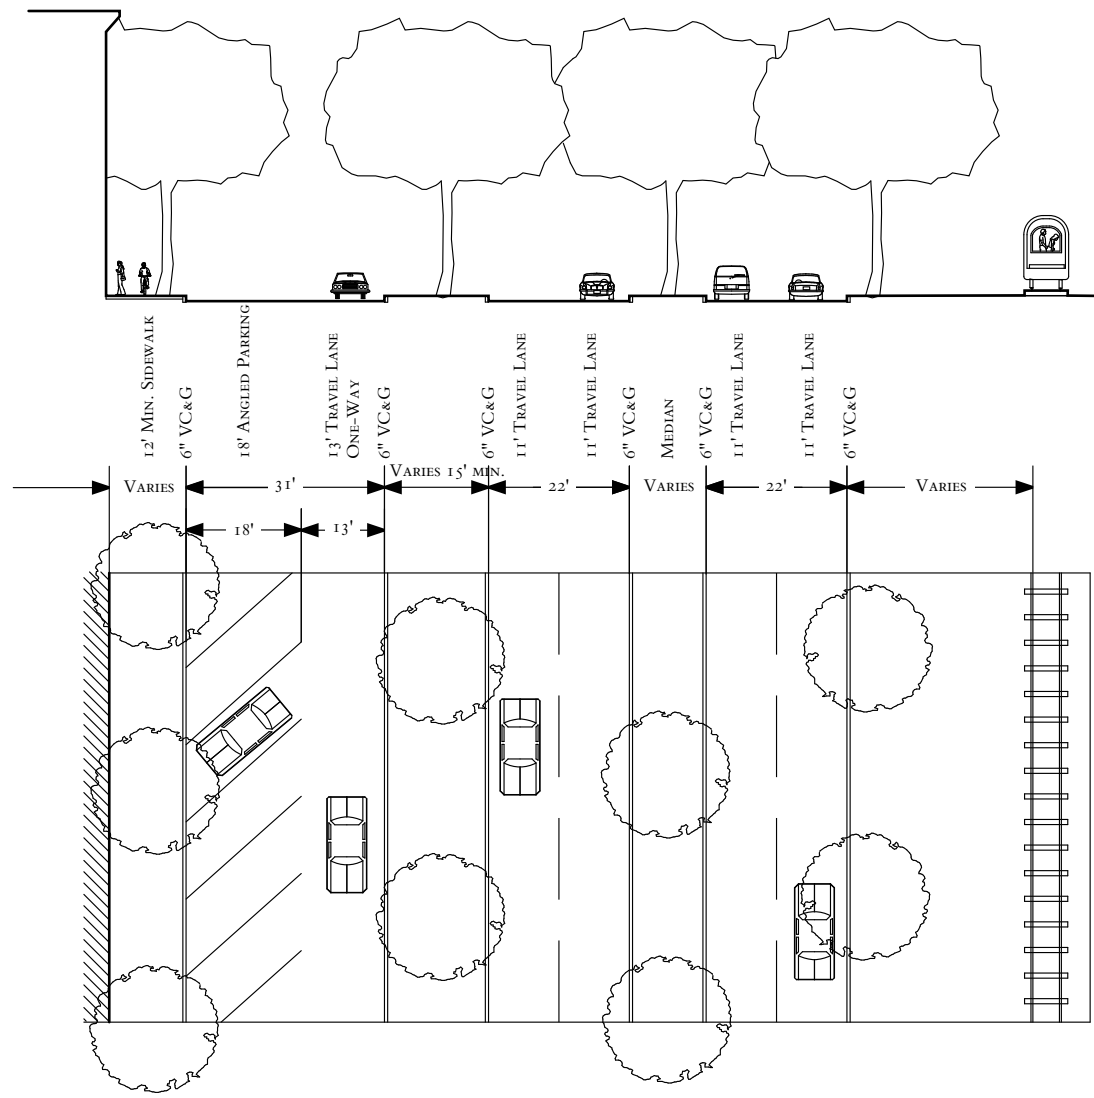 12' Min. Sidewalk
6" VC&G
18' Angled Parking
13' Travel Lane
One-Way
6" VC&G
6" VC&G
11' Travel Lane
11' Travel Lane
6" VC&G
Median
6" VC&G
11' Travel Lane
11' Travel Lane
6" VC&G
Varies
31'
Varies 15' min.
22'
Varies
22'
Varies
18'
13'